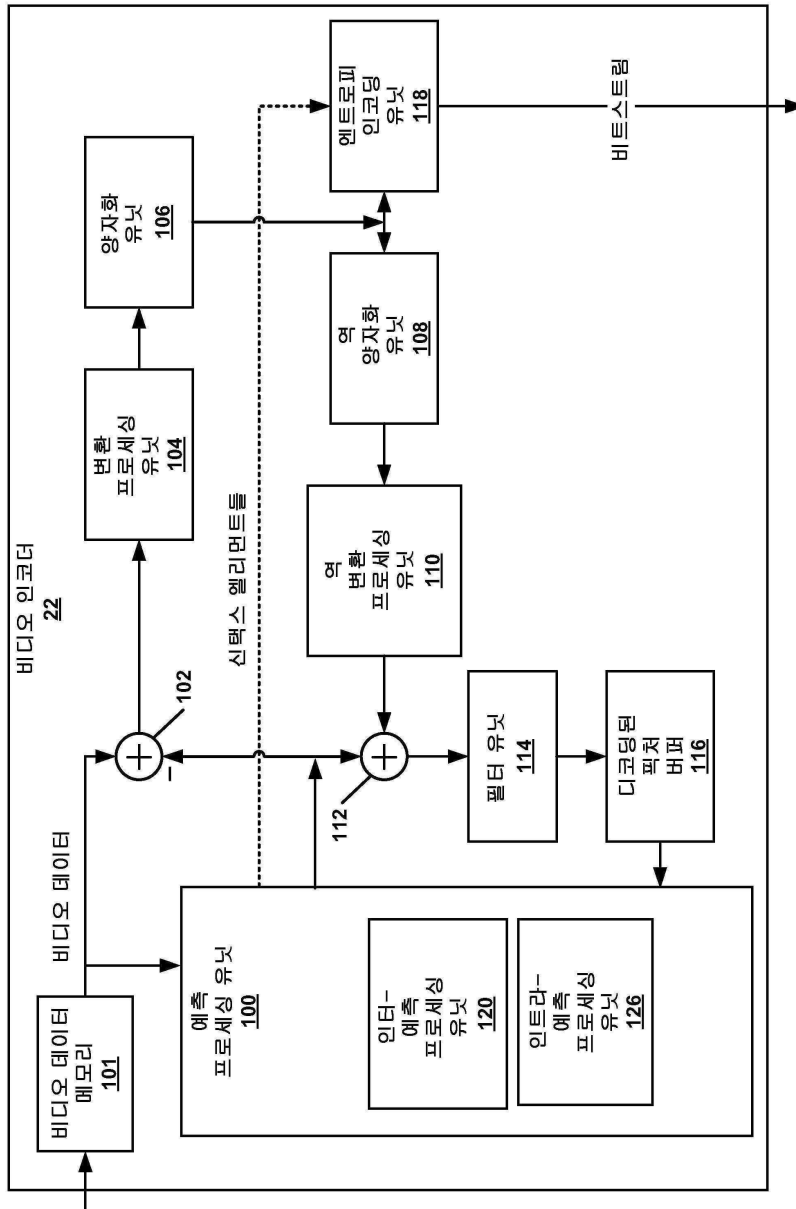 비디오 인코더
22
비디오 데이터
메모리
101
비디오 데이터
예측
프로세싱 유닛
100
인터-
예측
프로세싱
유닛
120
인트라-
예측
프로세싱
유닛
126
102
–
변환
프로세싱
유닛
104
양자화
유닛
106
신택스 엘리먼트들
112
역
변환
프로세싱
유닛
110
역
양자화
유닛
108
엔트로피
인코딩
유닛
118
필터 유닛
114
디코딩된
픽처
버퍼
116
비트스트림